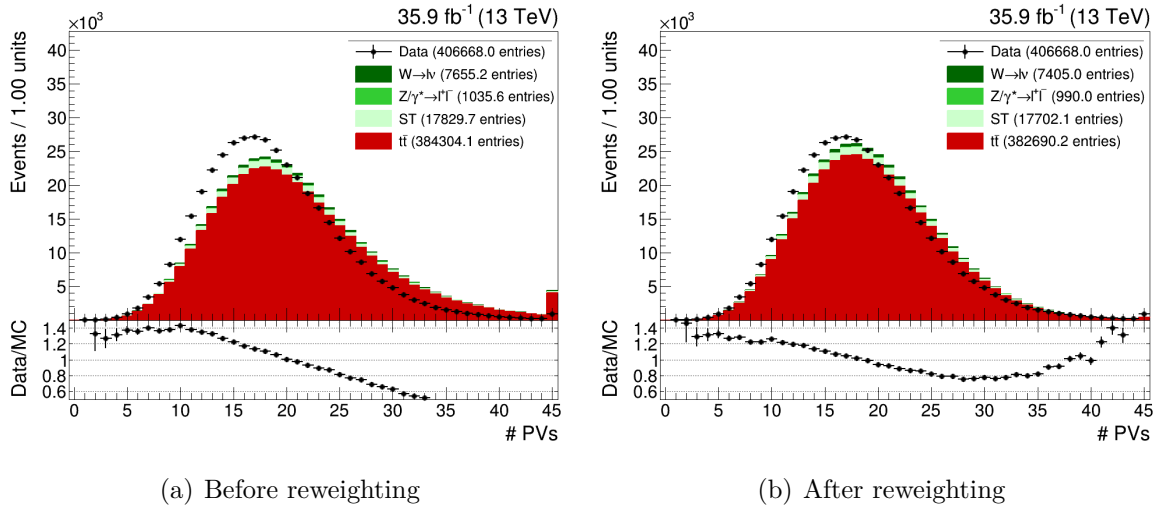 ×10³
35.9 fb⁻¹ (13 TeV)
Events / 1.00 units
40
35
30
25
20
15
10
5
Data (406668.0 entries)
W→lν (7655.2 entries)
Z/γ*→l⁺l⁻ (1035.6 entries)
ST (17829.7 entries)
tt̄ (384304.1 entries)
Data/MC
1.4
1.2
1
0.8
0.6
0 5 10 15 20 25 30 35 40 45
# PVs
(a) Before reweighting
×10³
35.9 fb⁻¹ (13 TeV)
Events / 1.00 units
40
35
30
25
20
15
10
5
Data (406668.0 entries)
W→lν (7405.0 entries)
Z/γ*→l⁺l⁻ (990.0 entries)
ST (17702.1 entries)
tt̄ (382690.2 entries)
Data/MC
1.4
1.2
1
0.8
0.6
0 5 10 15 20 25 30 35 40 45
# PVs
(b) After reweighting